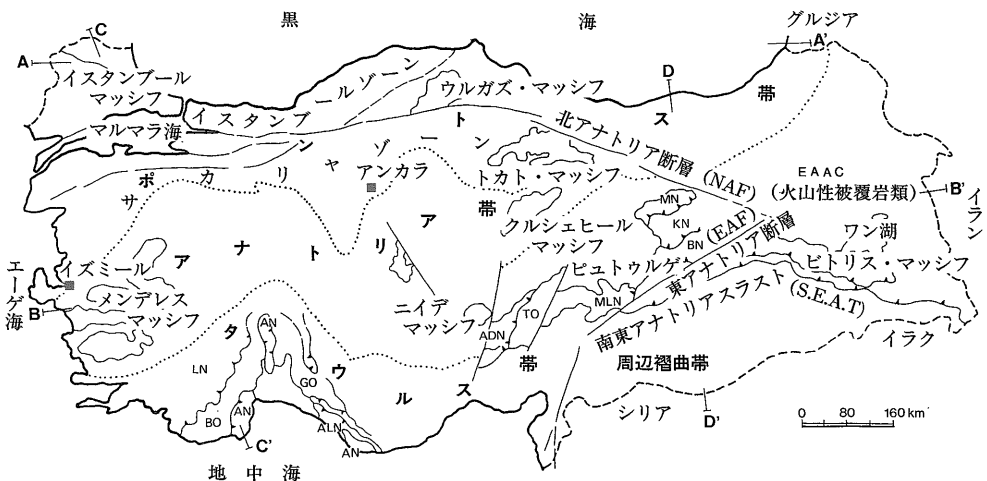 黒海
グルジア
C
A
A'
D
イスタンブール
マッシフ
イスタンブールゾーン
ウルガズ・マッシフ
ポントス帯
マルマラ海
サカリャゾーン
北アナトリア断層 (NAF)
アンカラ
トカト・マッシフ
EAAC
(火山性被覆岩類)
B'
イラン
アナトリア帯
クルシェヒール
マッシフ
MN
KN
BN
(EAF)
東アナトリア断層
ワン湖
ビトリス・マッシフ
エーゲ海
イズミール
B
メンデレス
マッシフ
ニイデ
マッシフ
ピュトゥルゲ
MLN
TO
ADN
南東アナトリアスラスト (S.E.A.T)
イラク
タウルス帯
AN
LN
GO
BO
AN
ALN
AN
C'
周辺褶曲帯
シリア
D'
0 80 160 km
地中海